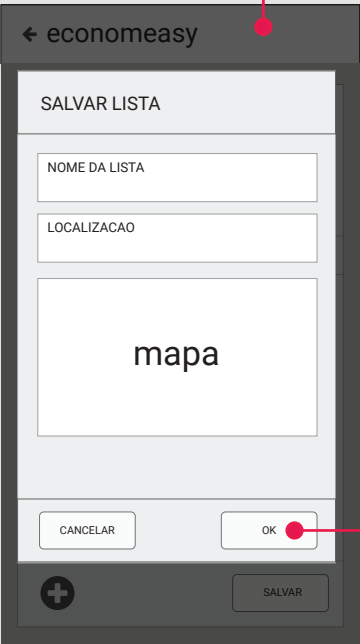 economeasy
SALVAR LISTA
NOME DA LISTA
LOCALIZACAO
mapa
CANCELAR
OK
SALVAR